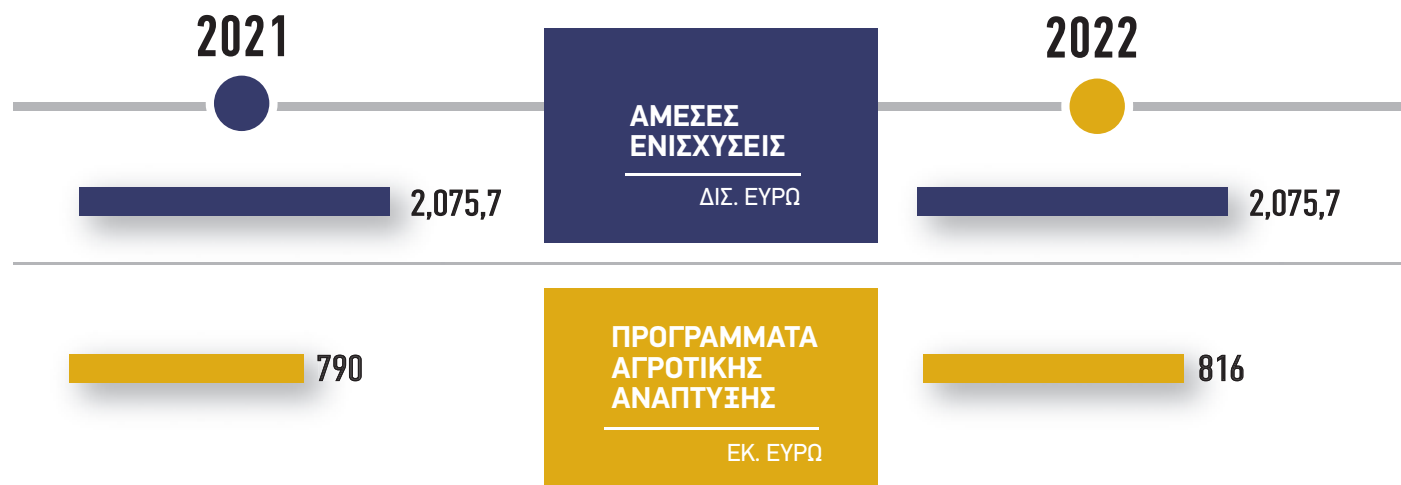 2021
2022
ΑΜΕΣΕΣ
ΕΝΙΣΧΥΣΕΙΣ
ΔΙΣ. ΕΥΡΩ
2,075,7
2,075,7
ΠΡΟΓΡΑΜΜΑΤΑ
ΑΓΡΟΤΙΚΗΣ
ΑΝΑΠΤΥΞΗΣ
ΕΚ. ΕΥΡΩ
790
816